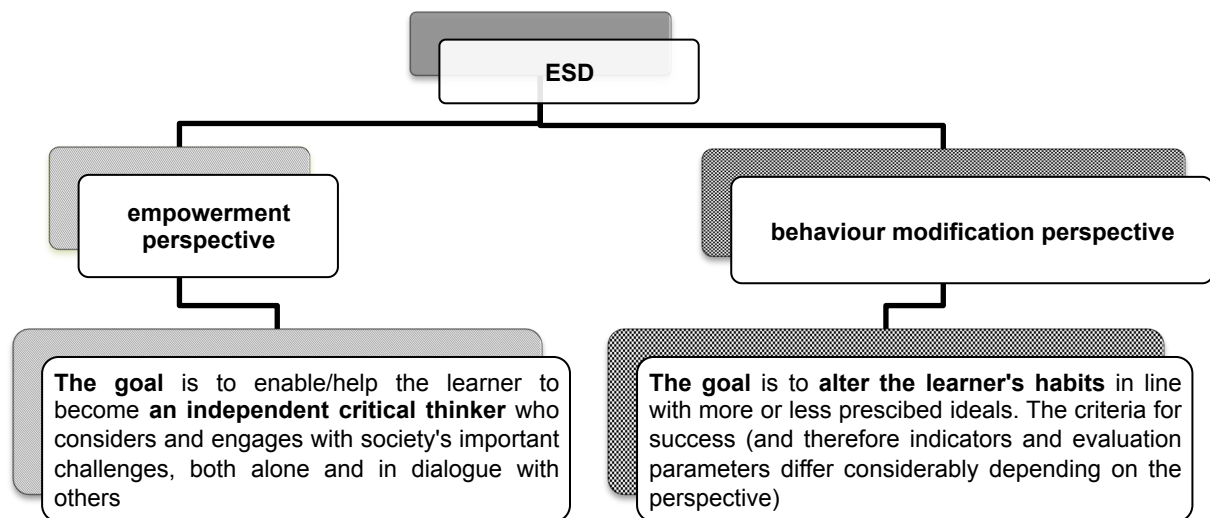 ESD
empowerment
perspective
behaviour modification perspective
The goal is to enable/help the learner to
become an independent critical thinker who
considers and engages with society's important
challenges, both alone and in dialogue with
others
The goal is to alter the learner's habits in line
with more or less prescibed ideals. The criteria for
success (and therefore indicators and evaluation
parameters differ considerably depending on the
perspective)